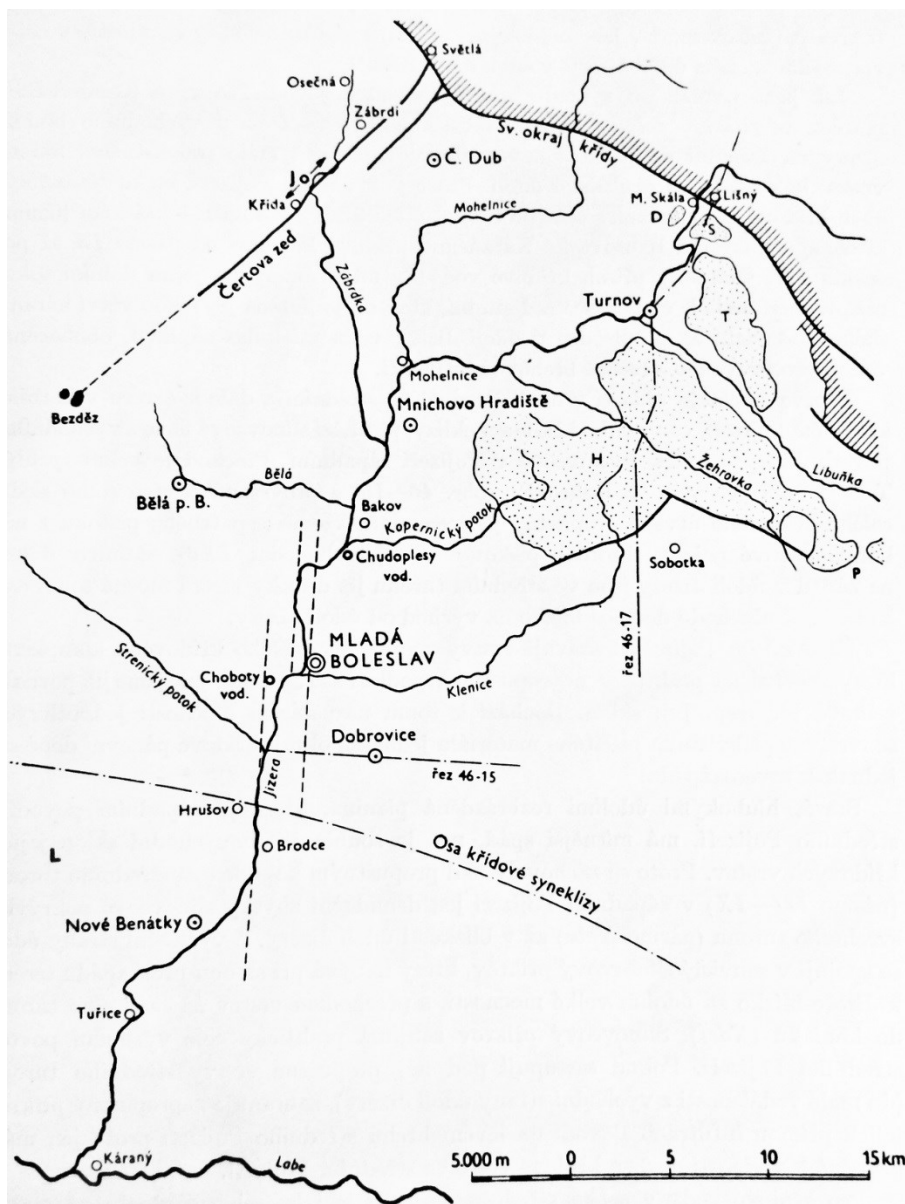 Světlá
Osečná
Zábrdí
Sv. okraj křídy
Č. Dub
J
Křída
M. Skála
Lišný
D
S
Mohelnice
Čertova zeď
Zábrdka
Turnov
T
Mohelnice
Bezděz
Mnichovo Hradiště
H
Žehrovka
Libuňka
Bělá
Bělá p. B.
Bakov
Kopernický potok
Chudoplesy
vod.
Sobotka
P
řez 46-17
MLADÁ
BOLESLAV
Strenický
potok
Choboty
vod.
Klenice
Dobrovice
řez 46-15
Jizera
Hrušov
Brodce
L
Osa křídové syneklízy
Nové Benátky
Tuřice
Káraný
Labe
5.000 m 0 5 10 15 km